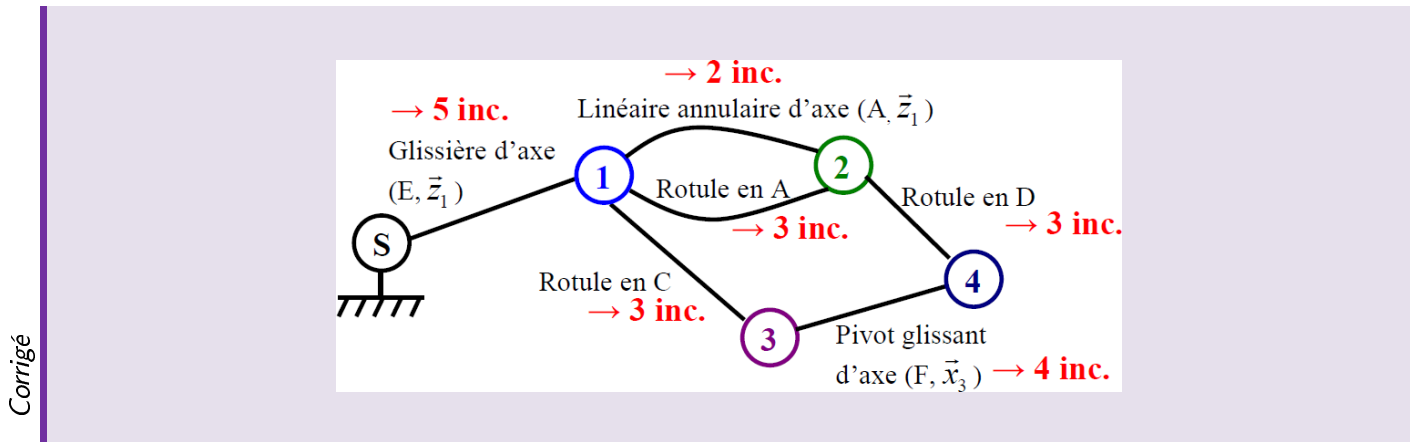 → 2 inc.
Linéaire annulaire d’axe (A, z⃗₁ )
→ 5 inc.
Glissière d’axe
(E, z⃗₁ )
1
2
Rotule en A
→ 3 inc.
Rotule en D
→ 3 inc.
S
Rotule en C
→ 3 inc.
4
3
Pivot glissant
d’axe (F, x⃗₃ ) → 4 inc.
Corrigé